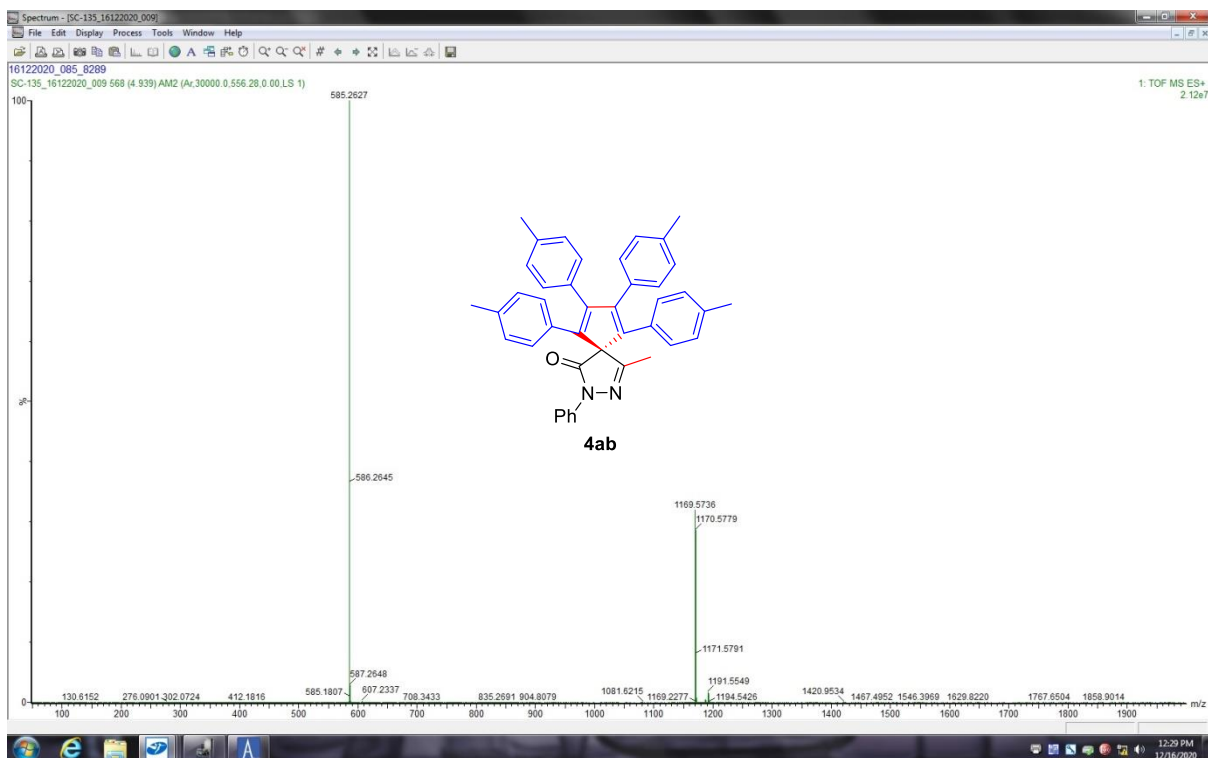 Spectrum - [SC-135_16122020_009]
File Edit Display Process Tools Window Help
16122020_085_8289
SC-135_16122020_009 568 (4.939) AM2 (Ar,30000.0,556.28,0.00,LS 1)
1: TOF MS ES+
2.12e7
100
585.2627
4ab
O
N
N
Ph
586.2645
%
1169.5736
1170.5779
1171.5791
587.2648
585.1807
607.2337
1191.5549
130.6152
276.0901
302.0724
412.1816
708.3433
835.2691
904.8079
1081.6215
1169.2277
1194.5426
1420.9534
1467.4952
1546.3969
1629.8220
1767.6504
1858.9014
0
m/z
100 200 300 400 500 600 700 800 900 1000 1100 1200 1300 1400 1500 1600 1700 1800 1900
12:29 PM
12/16/2020